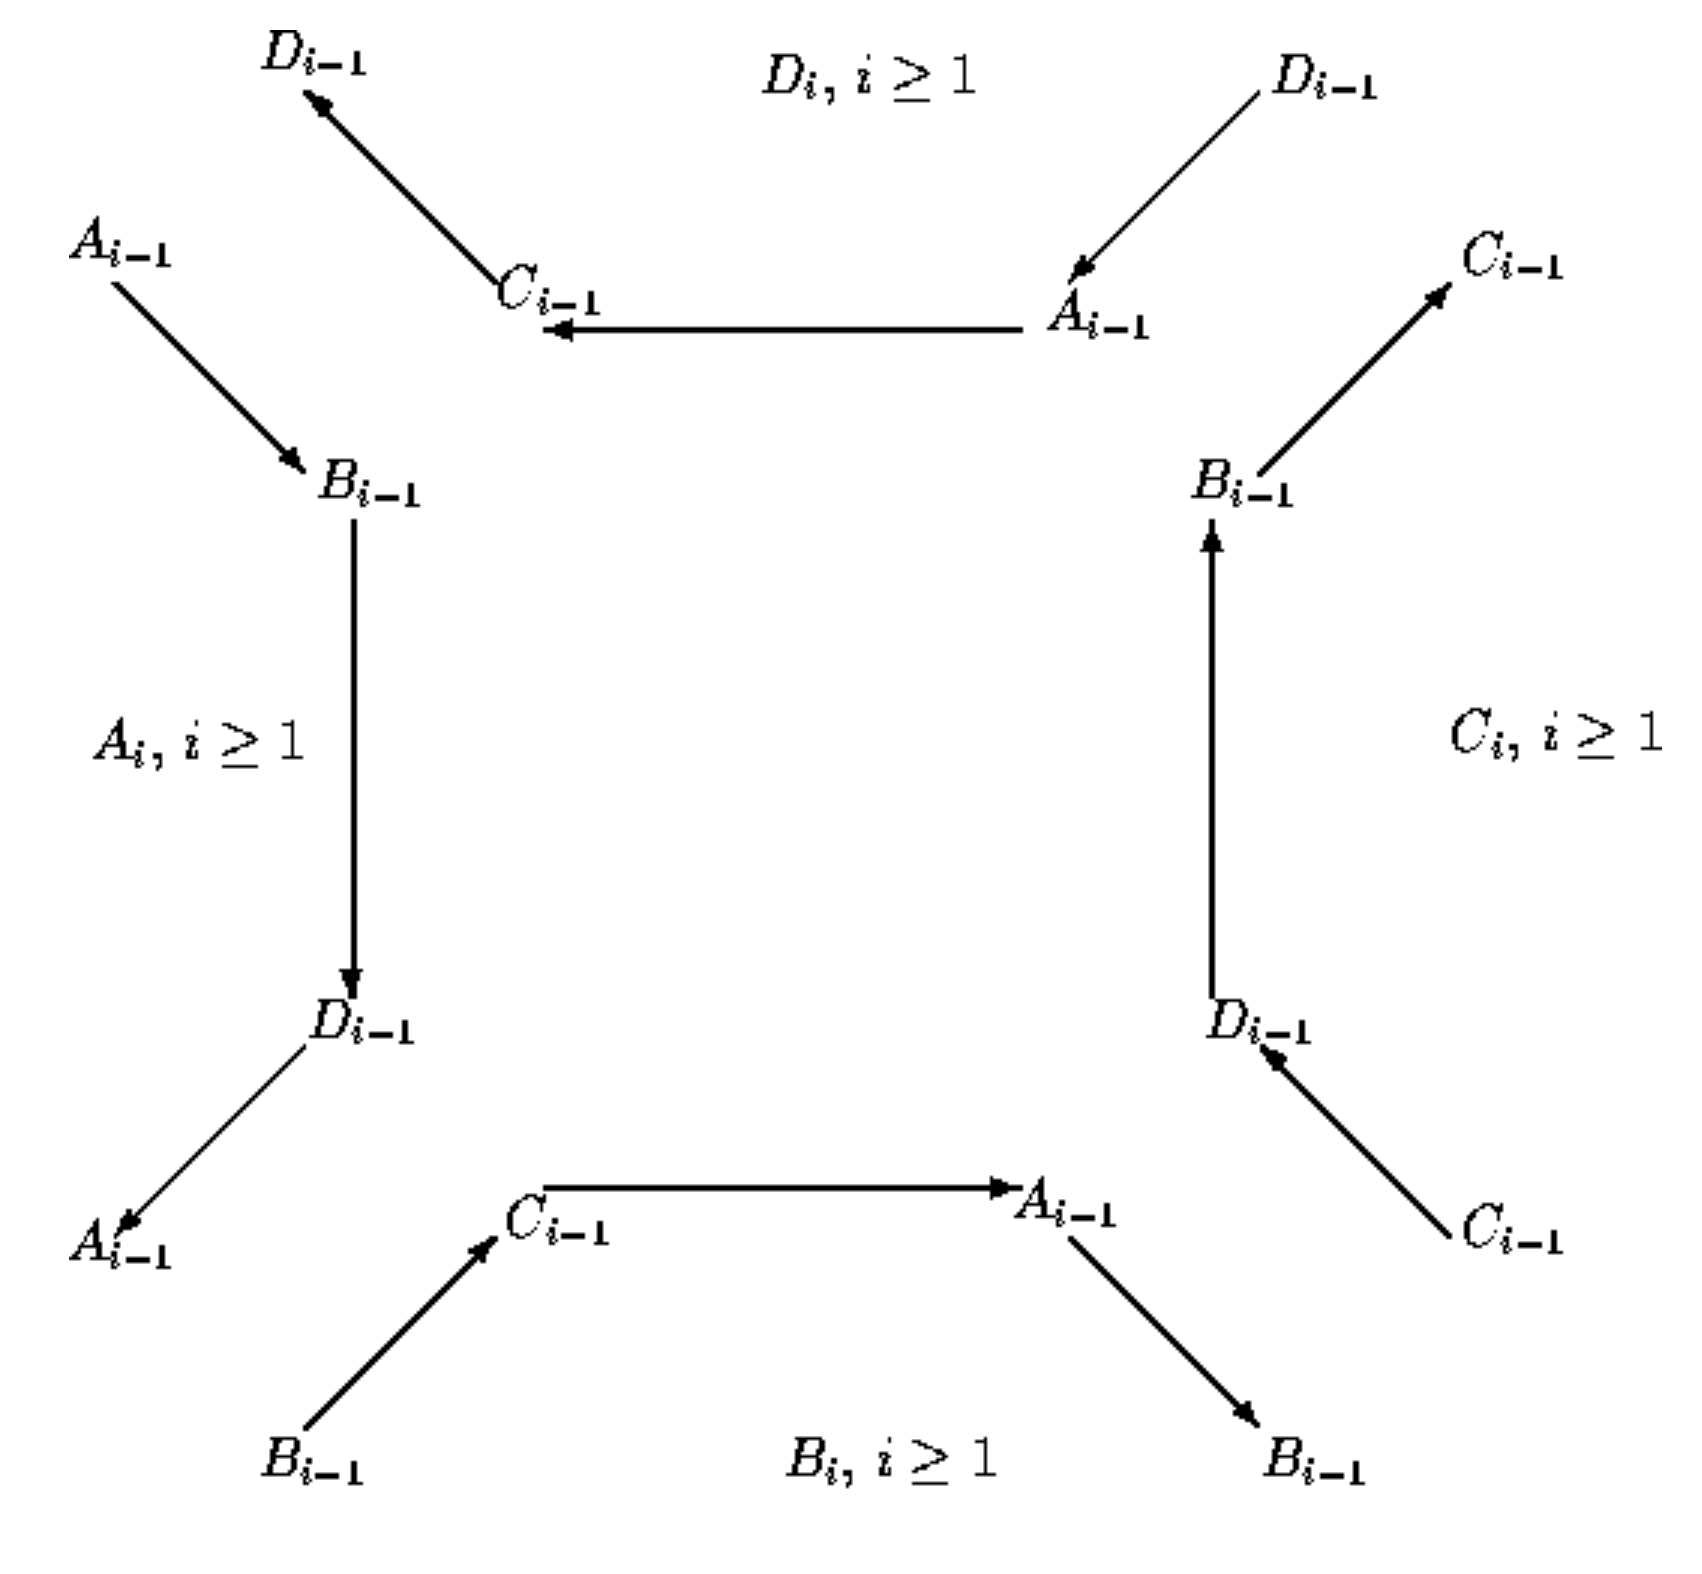 D_{i−1}
D_i, i ≥ 1
D_{i−1}
A_{i−1}
C_{i−1}
C_{i−1}
A_{i−1}
B_{i−1}
B_{i−1}
A_i, i ≥ 1
C_i, i ≥ 1
D_{i−1}
D_{i−1}
A_{i−1}
C_{i−1}
A_{i−1}
C_{i−1}
B_{i−1}
B_i, i ≥ 1
B_{i−1}